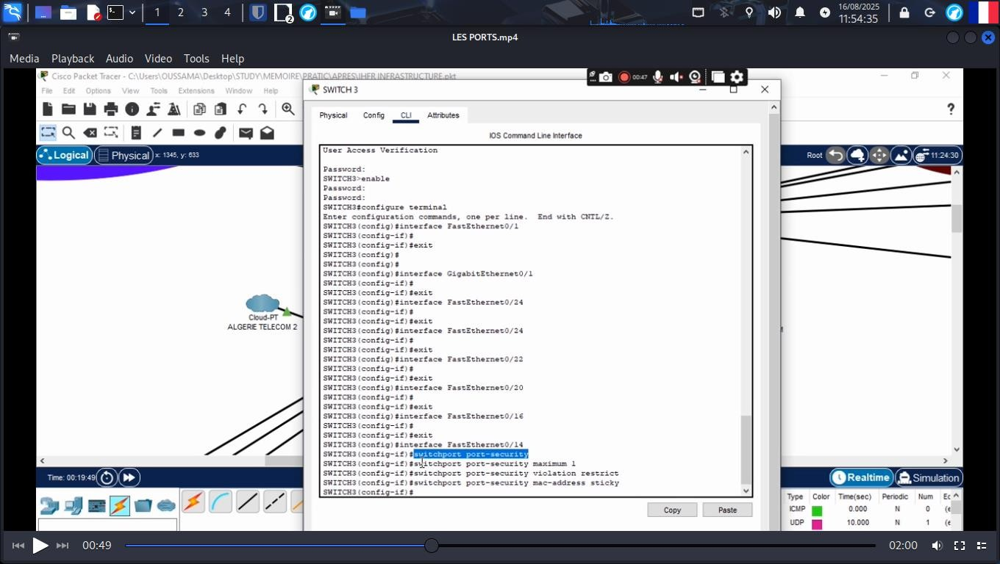 1 2 3 4
2
16/08/2025
11:54:35
LES PORTS.mp4
Media Playback Audio Video Tools Help
Cisco Packet Tracer - C:\Users\OUSSAMA\Desktop\STUDY\MEMOIRE\PRATIC\APRES\IHFR INFRASTRUCTURE.pkt
00:47
File Edit Options View Tools Extensions Window Help
SWITCH 3
?
Physical Config CLI Attributes
IOS Command Line Interface
Logical Physical x: 1345, y: 633
Root 11:24:30
User Access Verification
Password:
SWITCH3>enable
Password:
Password:
SWITCH3#configure terminal
Enter configuration commands, one per line. End with CNTL/Z.
SWITCH3(config)#interface FastEthernet0/1
SWITCH3(config-if)#
SWITCH3(config-if)#exit
SWITCH3(config)#
SWITCH3(config)#
SWITCH3(config)#interface GigabitEthernet0/1
SWITCH3(config-if)#
SWITCH3(config-if)#exit
SWITCH3(config)#interface FastEthernet0/24
SWITCH3(config-if)#
SWITCH3(config-if)#exit
SWITCH3(config)#interface FastEthernet0/24
SWITCH3(config-if)#
SWITCH3(config-if)#exit
SWITCH3(config)#interface FastEthernet0/22
SWITCH3(config-if)#
SWITCH3(config-if)#exit
SWITCH3(config)#interface FastEthernet0/20
SWITCH3(config-if)#
SWITCH3(config-if)#exit
SWITCH3(config)#interface FastEthernet0/16
SWITCH3(config-if)#
SWITCH3(config-if)#exit
SWITCH3(config)#interface FastEthernet0/14
SWITCH3(config-if)#switchport port-security
SWITCH3(config-if)#switchport port-security maximum 1
SWITCH3(config-if)#switchport port-security violation restrict
SWITCH3(config-if)#switchport port-security mac-address sticky
SWITCH3(config-if)#
Cloud-PT
ALGERIE TELECOM 2
Copy Paste
Time: 00:19:49
Realtime Simulation
Type Color Time(sec) Periodic Num
ICMP 0.000 N 0
UDP 10.000 N 1
00:49 02:00